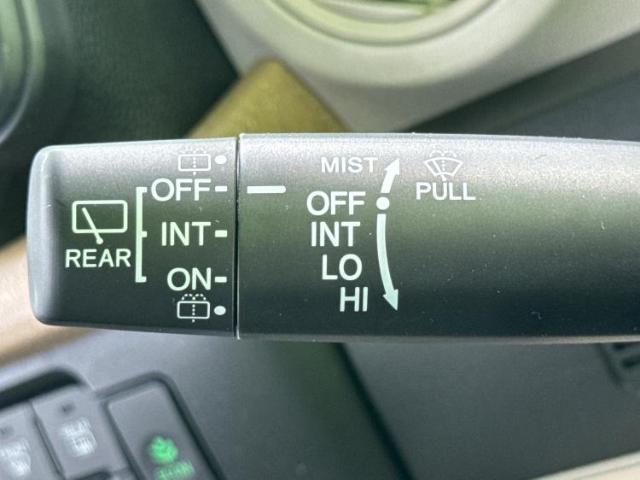 REAR
OFF
INT
ON
MIST
OFF
INT
LO
HI
PULL